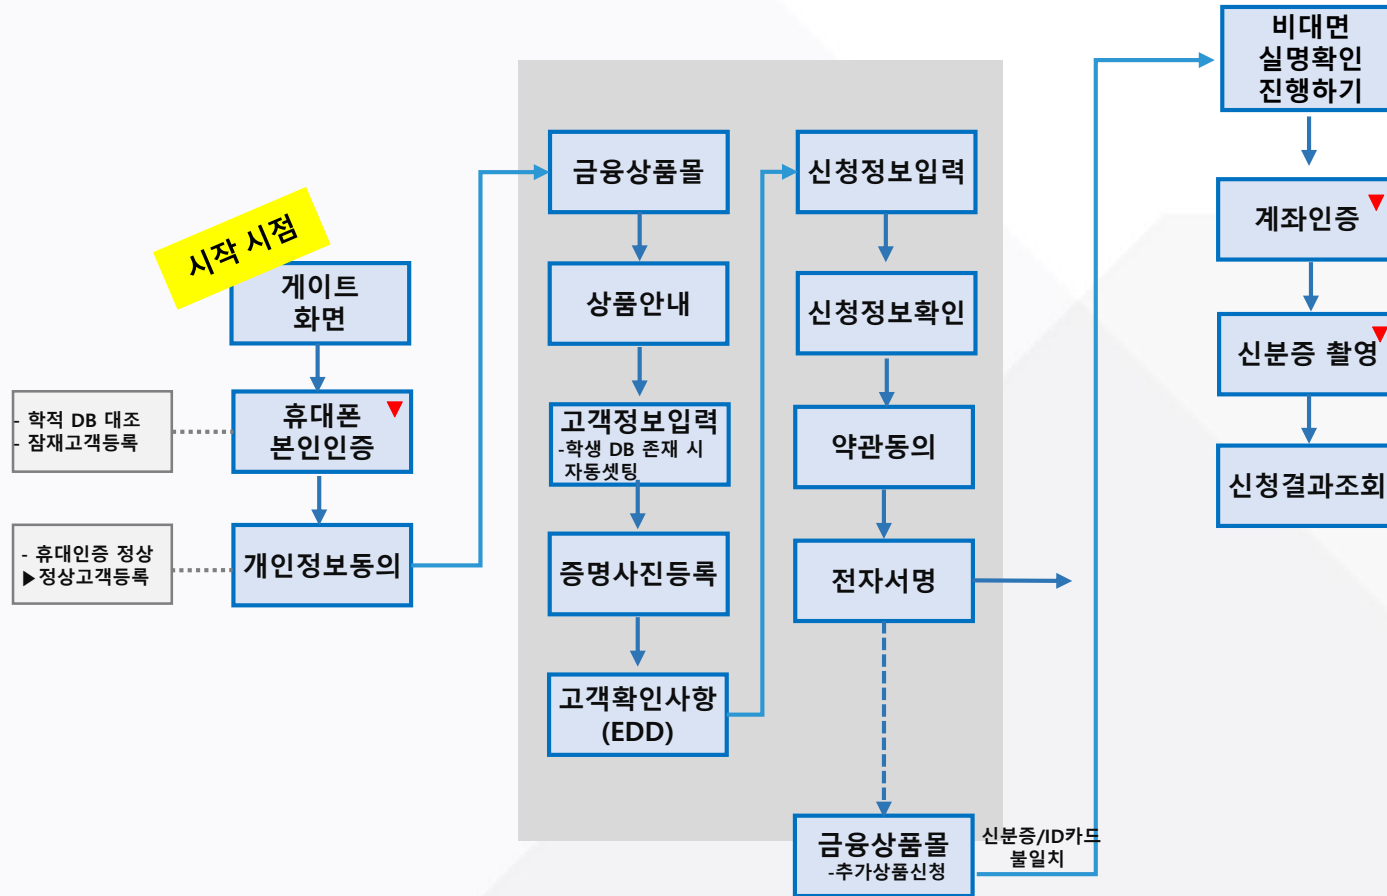 시작 시점
게이트
화면
휴대폰
본인인증
- 학적 DB 대조
- 잠재고객등록
개인정보동의
- 휴대인증 정상
▶정상고객등록
금융상품몰
상품안내
고객정보입력
-학생 DB 존재 시
자동셋팅
증명사진등록
고객확인사항
(EDD)
신청정보입력
신청정보확인
약관동의
전자서명
금융상품몰
-추가상품신청
신분증/ID카드
불일치
비대면
실명확인
진행하기
계좌인증
신분증 촬영
신청결과조회